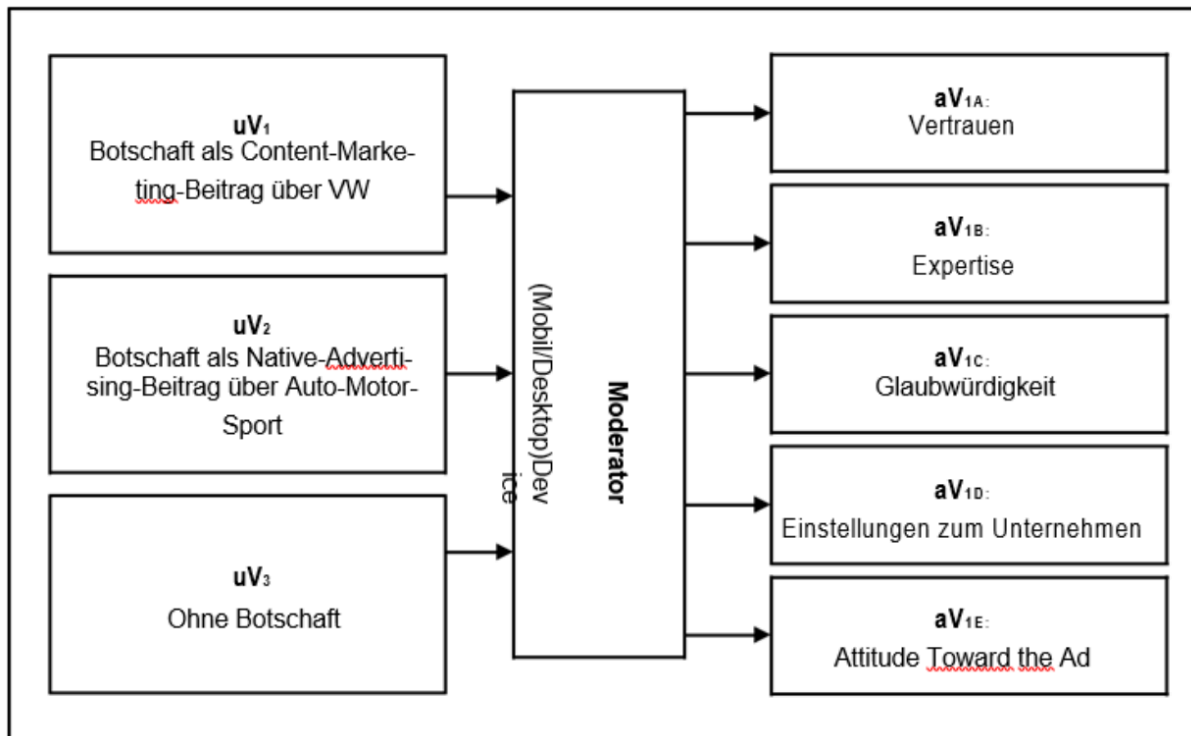 uV1
Botschaft als Content-Marke-
ting-Beitrag über VW
uV2
Botschaft als Native-Adverti-
sing-Beitrag über Auto-Motor-
Sport
uV3
Ohne Botschaft
Moderator
(Mobil/Desktop)Dev
ice
aV1A:
Vertrauen
aV1B:
Expertise
aV1C:
Glaubwürdigkeit
aV1D:
Einstellungen zum Unternehmen
aV1E:
Attitude Toward the Ad